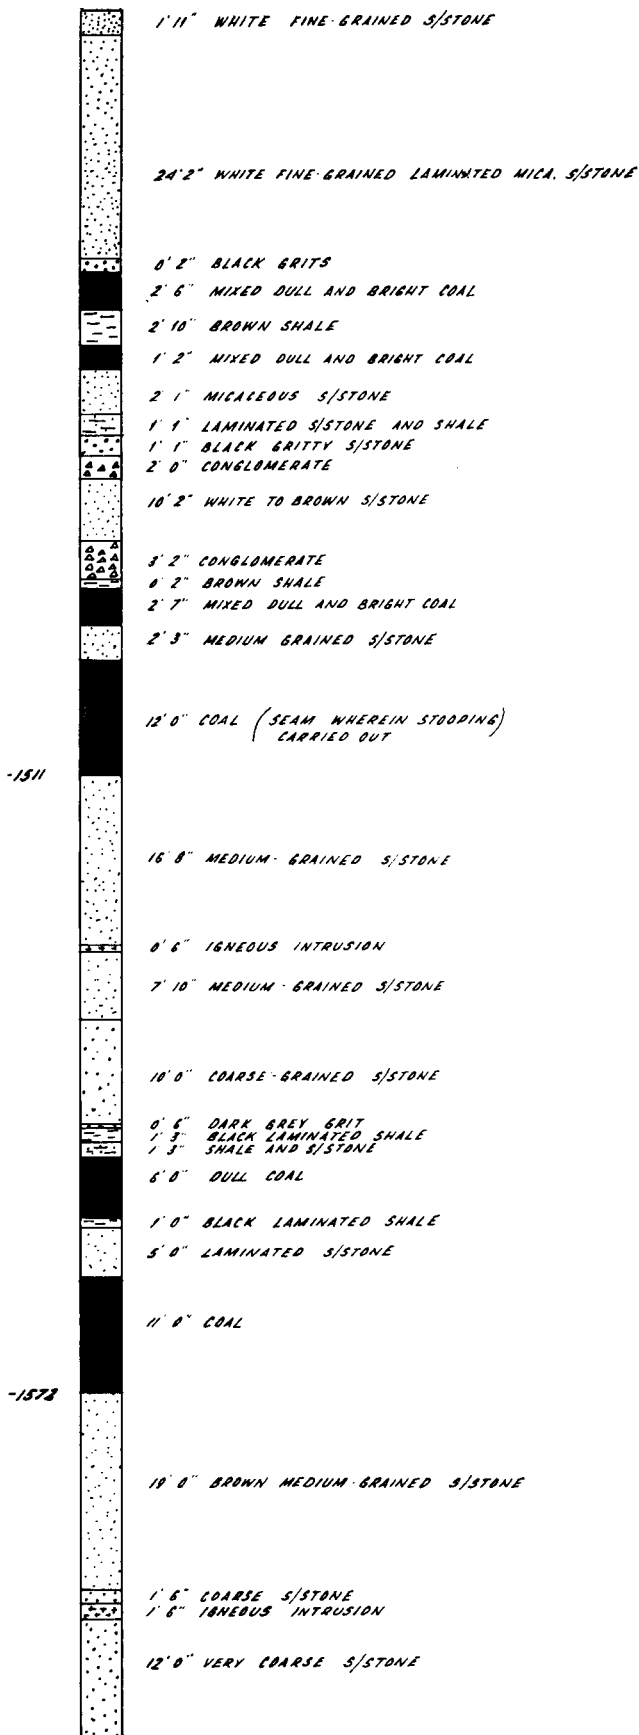 1' 11" WHITE FINE-GRAINED S/STONE
24' 2" WHITE FINE-GRAINED LAMINATED MICA. S/STONE
0' 2" BLACK GRITS
2' 6" MIXED DULL AND BRIGHT COAL
2' 10" BROWN SHALE
1' 2" MIXED DULL AND BRIGHT COAL
2' 1" MICACEOUS S/STONE
1' 1" LAMINATED S/STONE AND SHALE
1' 1" BLACK GRITTY S/STONE
2' 0" CONGLOMERATE
10' 2" WHITE TO BROWN S/STONE
3' 2" CONGLOMERATE
0' 2" BROWN SHALE
2' 7" MIXED DULL AND BRIGHT COAL
2' 3" MEDIUM GRAINED S/STONE
12' 0" COAL (SEAM WHEREIN STOOPING)
CARRIED OUT
-1511
16' 8" MEDIUM-GRAINED S/STONE
0' 6" IGNEOUS INTRUSION
7' 10" MEDIUM-GRAINED S/STONE
10' 0" COARSE-GRAINED S/STONE
0' 6" DARK GREY GRIT
1' 3" BLACK LAMINATED SHALE
1' 3" SHALE AND S/STONE
6' 0" DULL COAL
1' 0" BLACK LAMINATED SHALE
5' 0" LAMINATED S/STONE
11' 0" COAL
-1572
19' 0" BROWN MEDIUM-GRAINED S/STONE
1' 6" COARSE S/STONE
1' 6" IGNEOUS INTRUSION
12' 0" VERY COARSE S/STONE